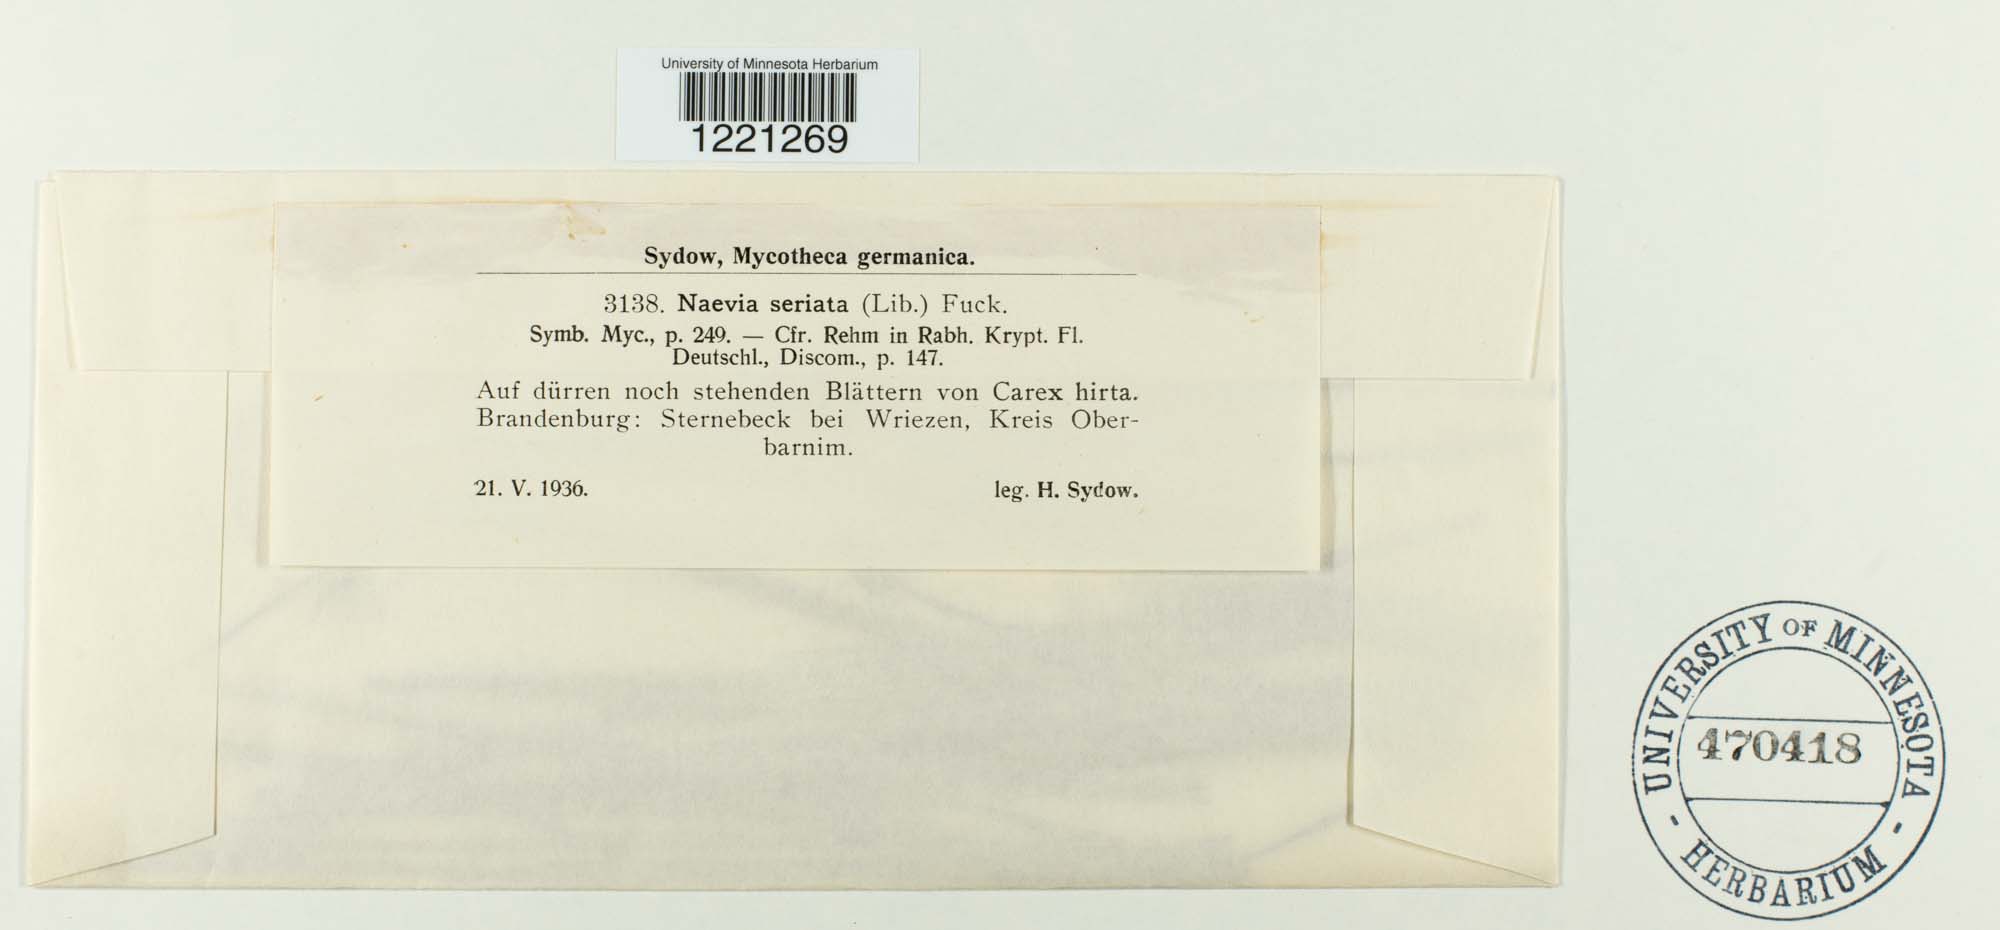 University of Minnesota Herbarium
1221269
Sydow, Mycotheca germanica.
3138. Naevia seriata (Lib.) Fuck.
Symb. Myc., p. 249. — Cfr. Rehm in Rabh. Krypt. Fl.
Deutschl., Discom., p. 147.
Auf dürren noch stehenden Blättern von Carex hirta.
Brandenburg: Sternebeck bei Wriezen, Kreis Ober-
barnim.
21. V. 1936. leg. H. Sydow.
UNIVERSITY OF MINNESOTA
470418
- HERBARIUM -